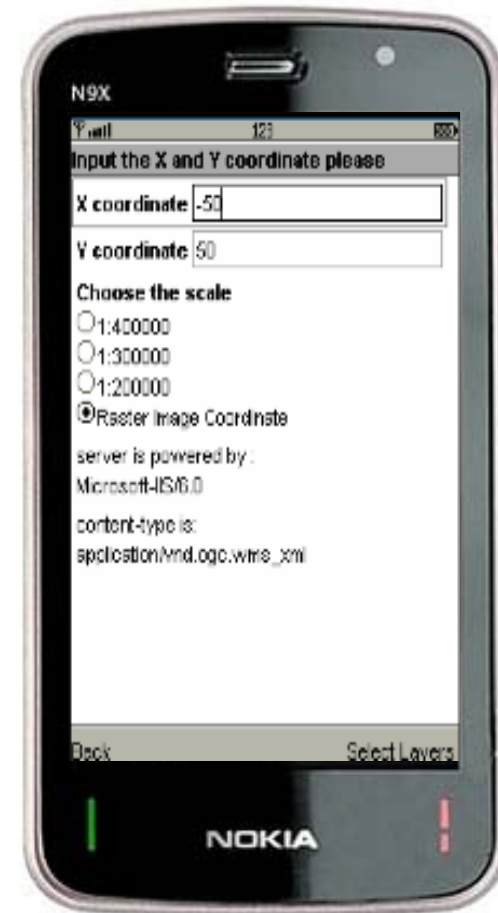 N9X
123
Input the X and Y coordinate please
X coordinate -50
Y coordinate 50
Choose the scale
1:400000
1:300000
1:200000
Raster Image Coordinate
server is powered by :
Microsoft-IIS/6.0
content-type is:
application/vnd.ogc.wms_xml
Back Select Layers
NOKIA